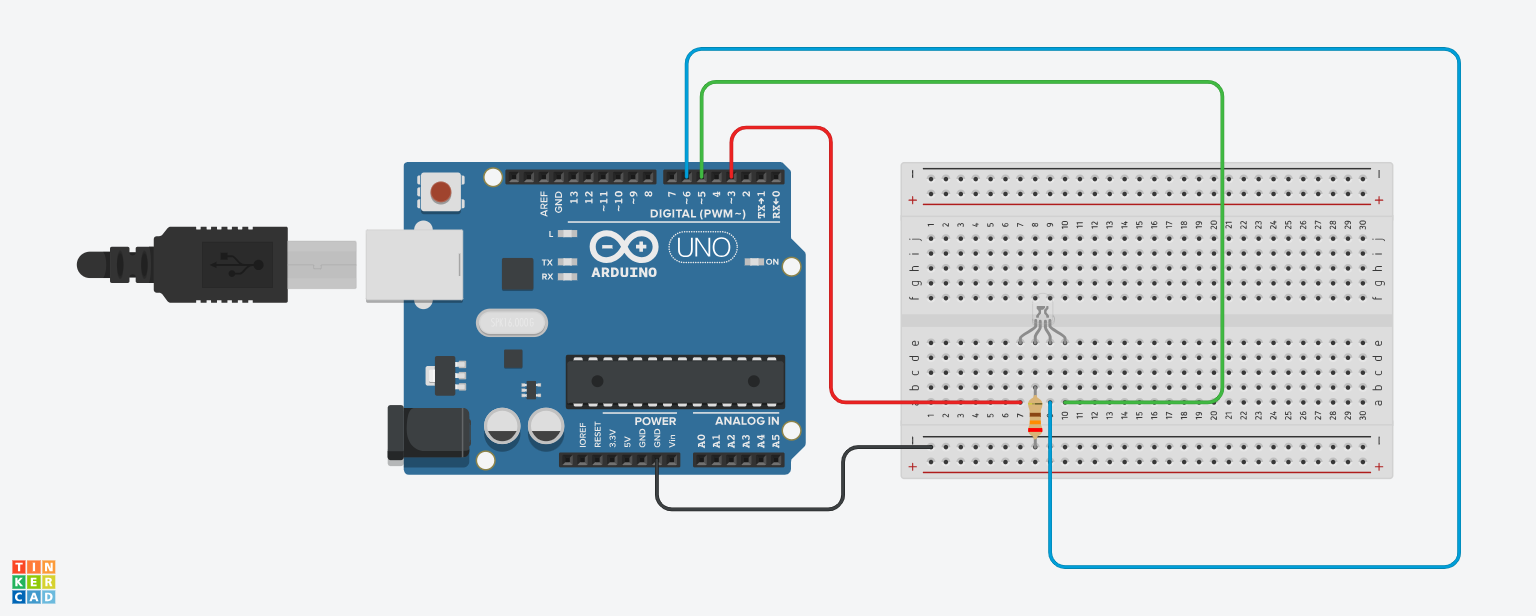 AREF GND 13 12 ~11 ~10 ~9 8 7 ~6 ~5 4 ~3 2 TX→1 RX←0
DIGITAL (PWM ~)
L
TX
RX
UNO
ARDUINO
ON
POWER
ANALOG IN
IOREF RESET 3.3V 5V GND GND Vin A0 A1 A2 A3 A4 A5
− −
+ +
1 2 3 4 5 6 7 8 9 10 11 12 13 14 15 16 17 18 19 20 21 22 23 24 25 26 27 28 29 30
j j
i i
h h
g g
f f
e e
d d
c c
b b
a a
1 2 3 4 5 6 7 8 10 11 12 13 14 15 16 17 18 19 20 21 22 23 24 25 26 27 28 29 30
− −
+ +
TIN
KER
CAD